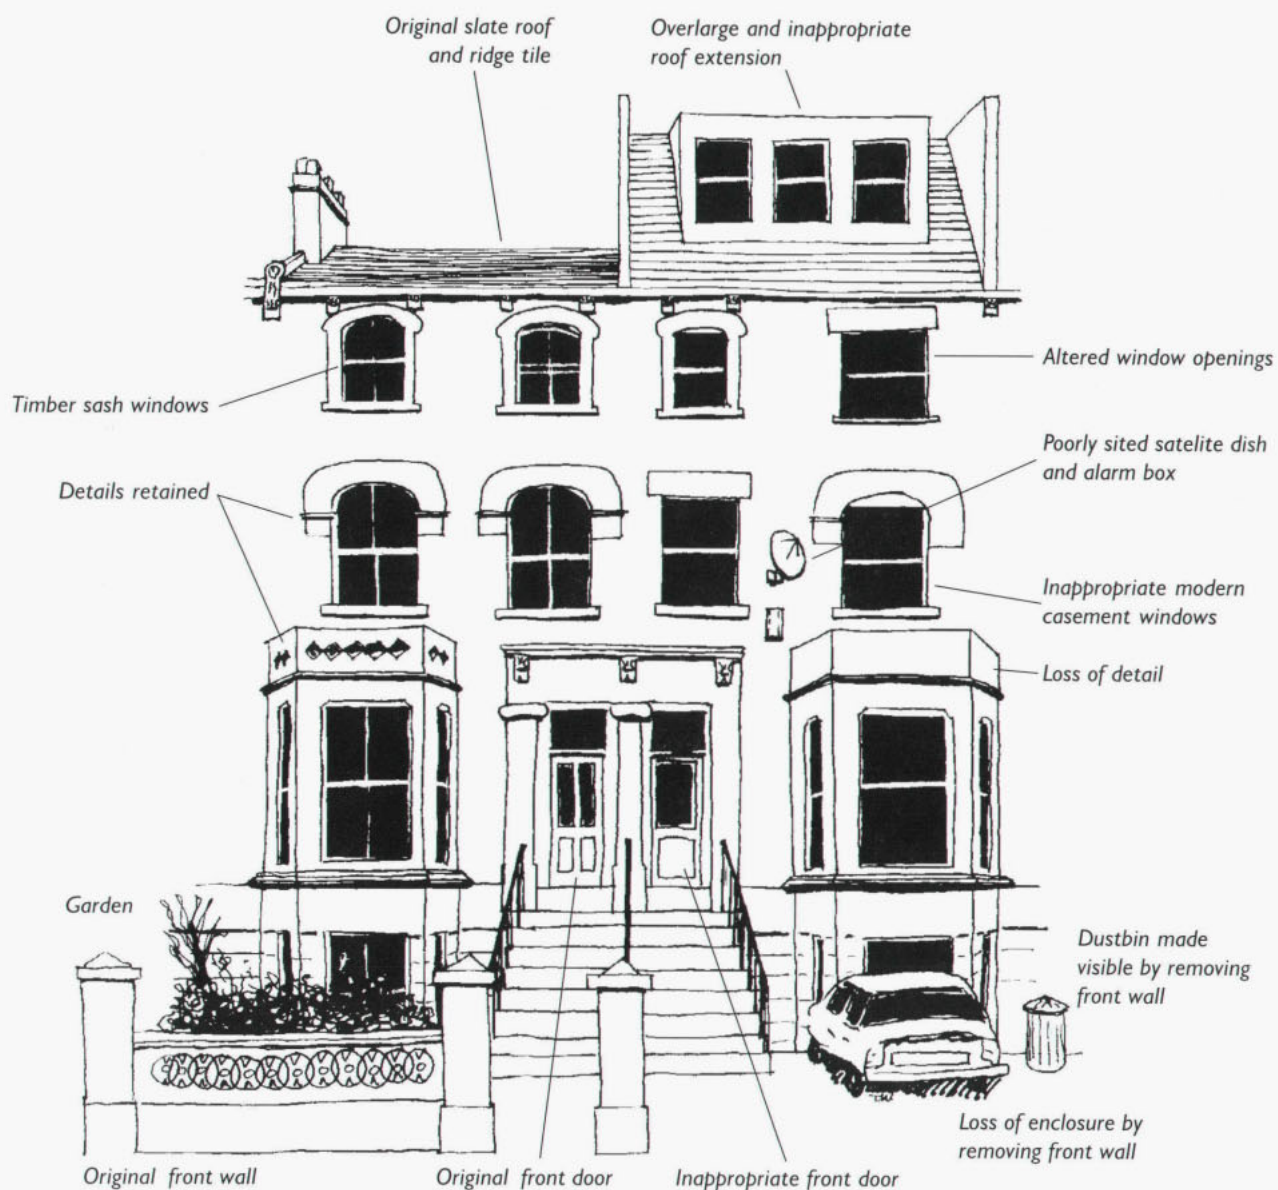 Original slate roof
and ridge tile
Overlarge and inappropriate
roof extension
Timber sash windows
Altered window openings
Details retained
Poorly sited satelite dish
and alarm box
Inappropriate modern
casement windows
Loss of detail
Garden
Dustbin made
visible by removing
front wall
Loss of enclosure by
removing front wall
Original front wall
Original front door
Inappropriate front door